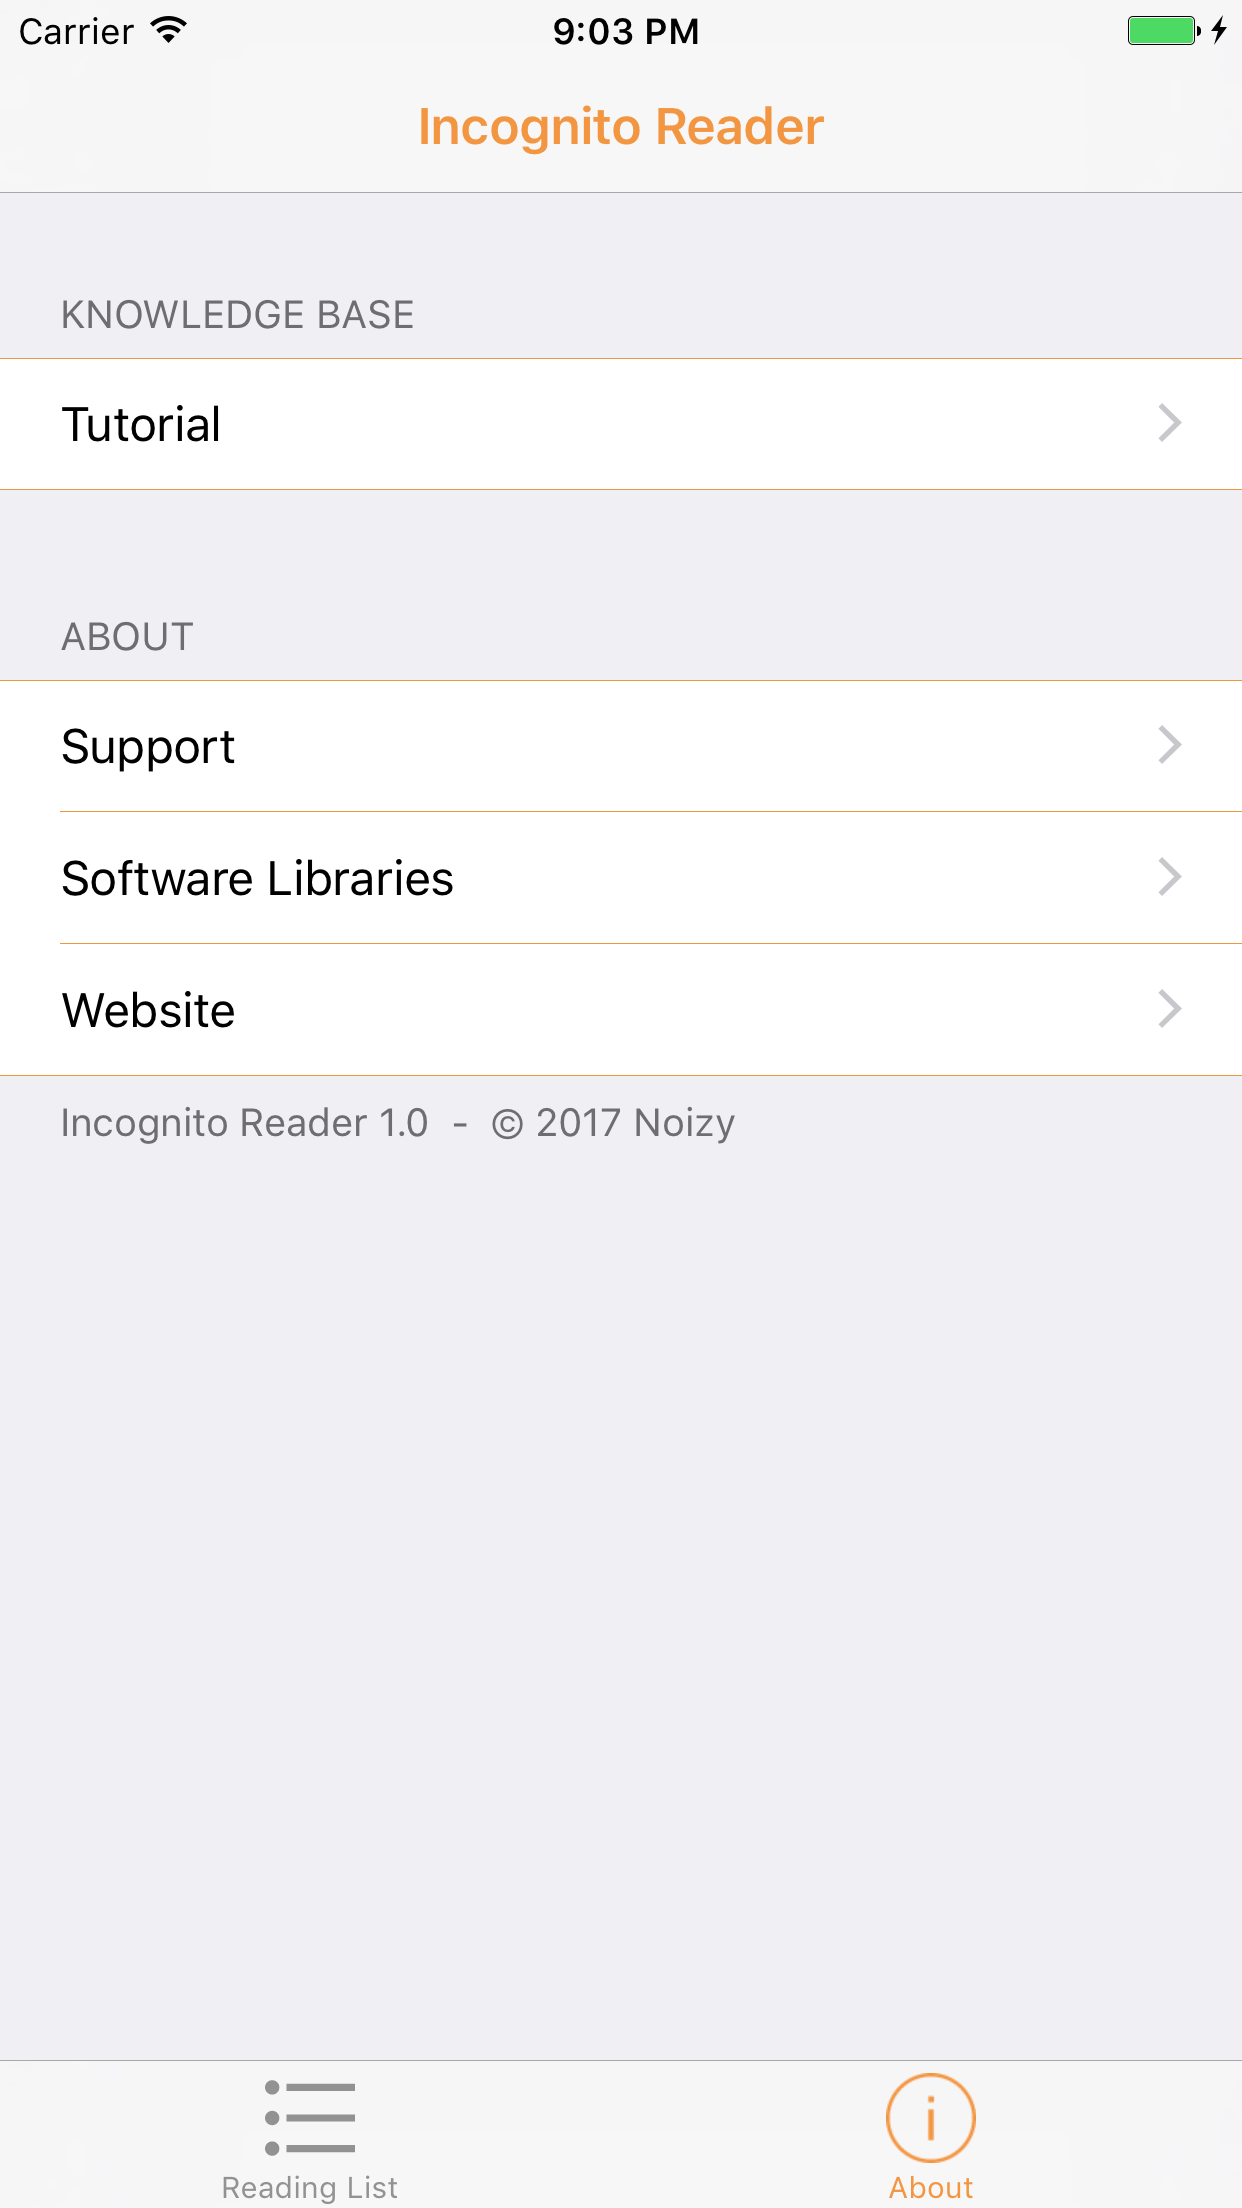 Carrier 9:03 PM
Incognito Reader
KNOWLEDGE BASE
Tutorial
ABOUT
Support
Software Libraries
Website
Incognito Reader 1.0 - © 2017 Noizy
Reading List About